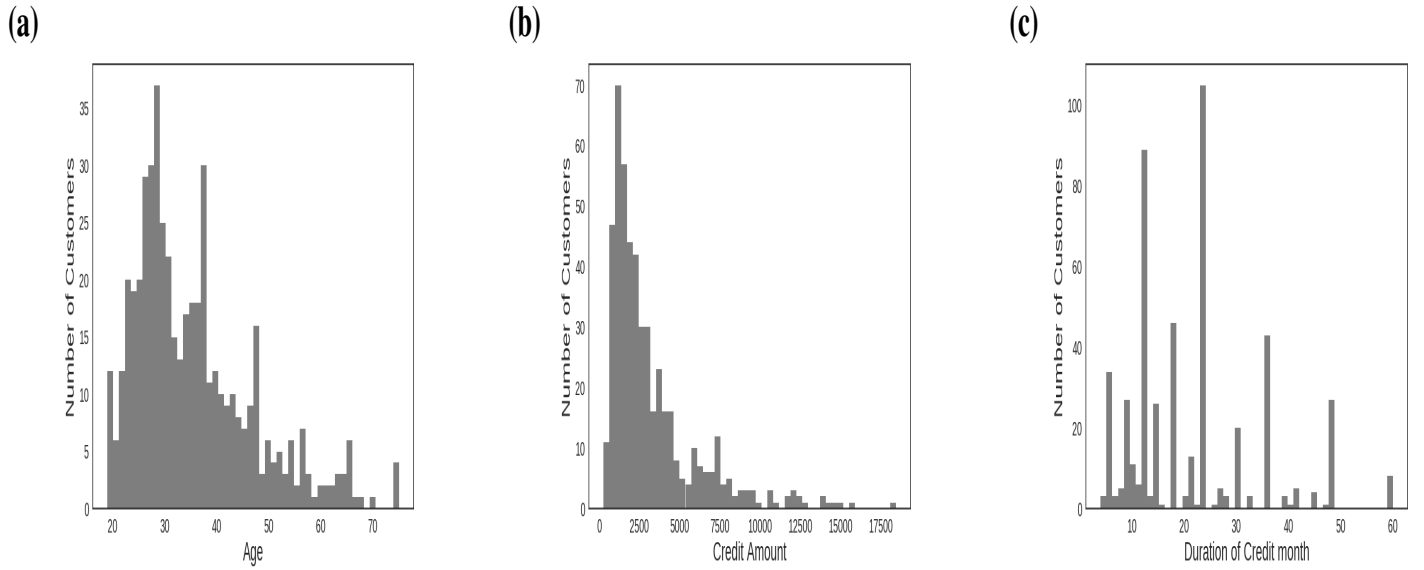 (a)
(b)
(c)
Number of Customers
35
30
25
20
15
10
5
0
20 30 40 50 60 70
Age
Number of Customers
70
60
50
40
30
20
10
0
0 2500 5000 7500 10000 12500 15000 17500
Credit Amount
Number of Customers
100
80
60
40
20
0
10 20 30 40 50 60
Duration of Credit month